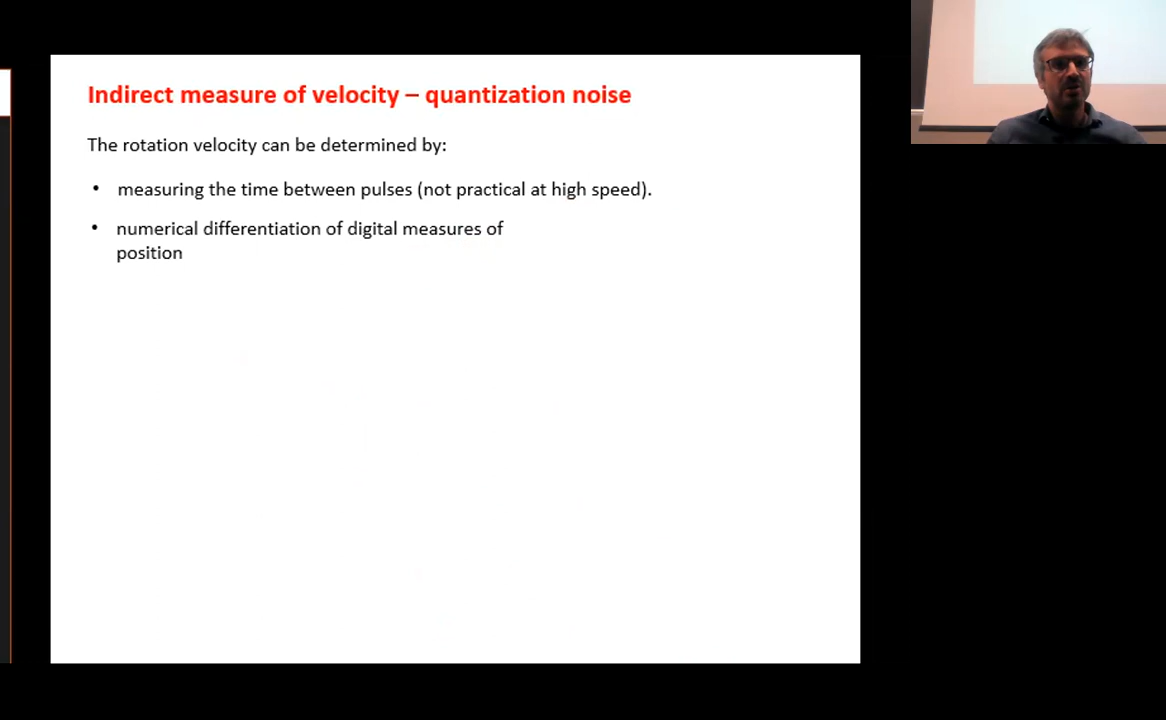 Indirect measure of velocity – quantization noise
The rotation velocity can be determined by:
• measuring the time between pulses (not practical at high speed).
• numerical differentiation of digital measures of
position